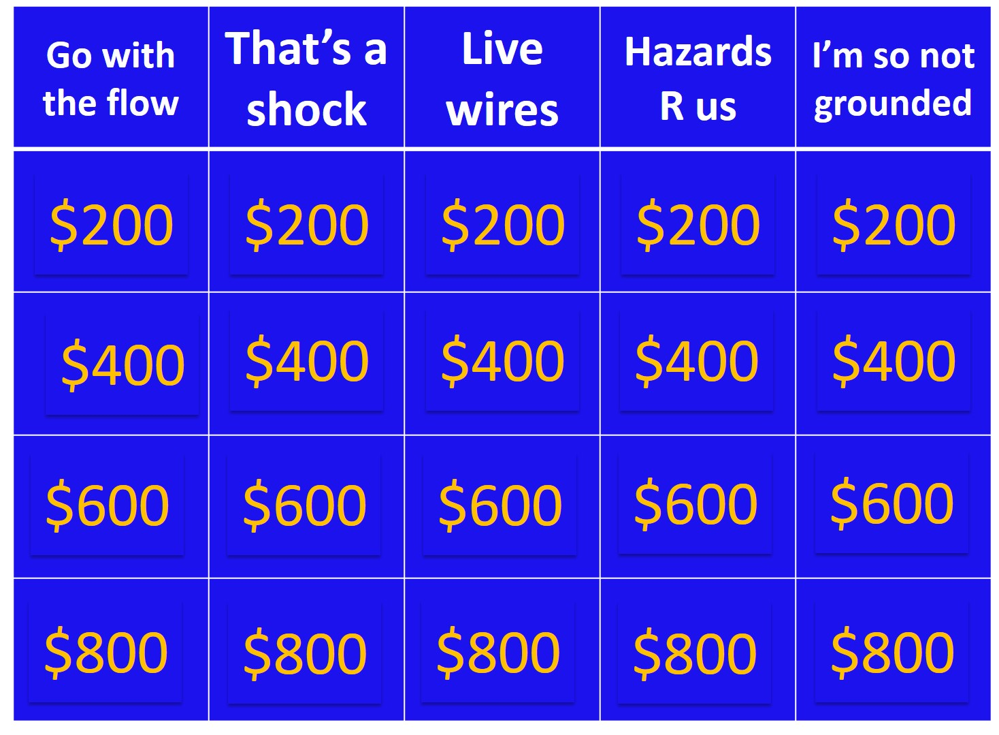 Go with
the flow
That’s a
shock
Live
wires
Hazards
R us
I’m so not
grounded
$200
$200
$200
$200
$200
$400
$400
$400
$400
$400
$600
$600
$600
$600
$600
$800
$800
$800
$800
$800